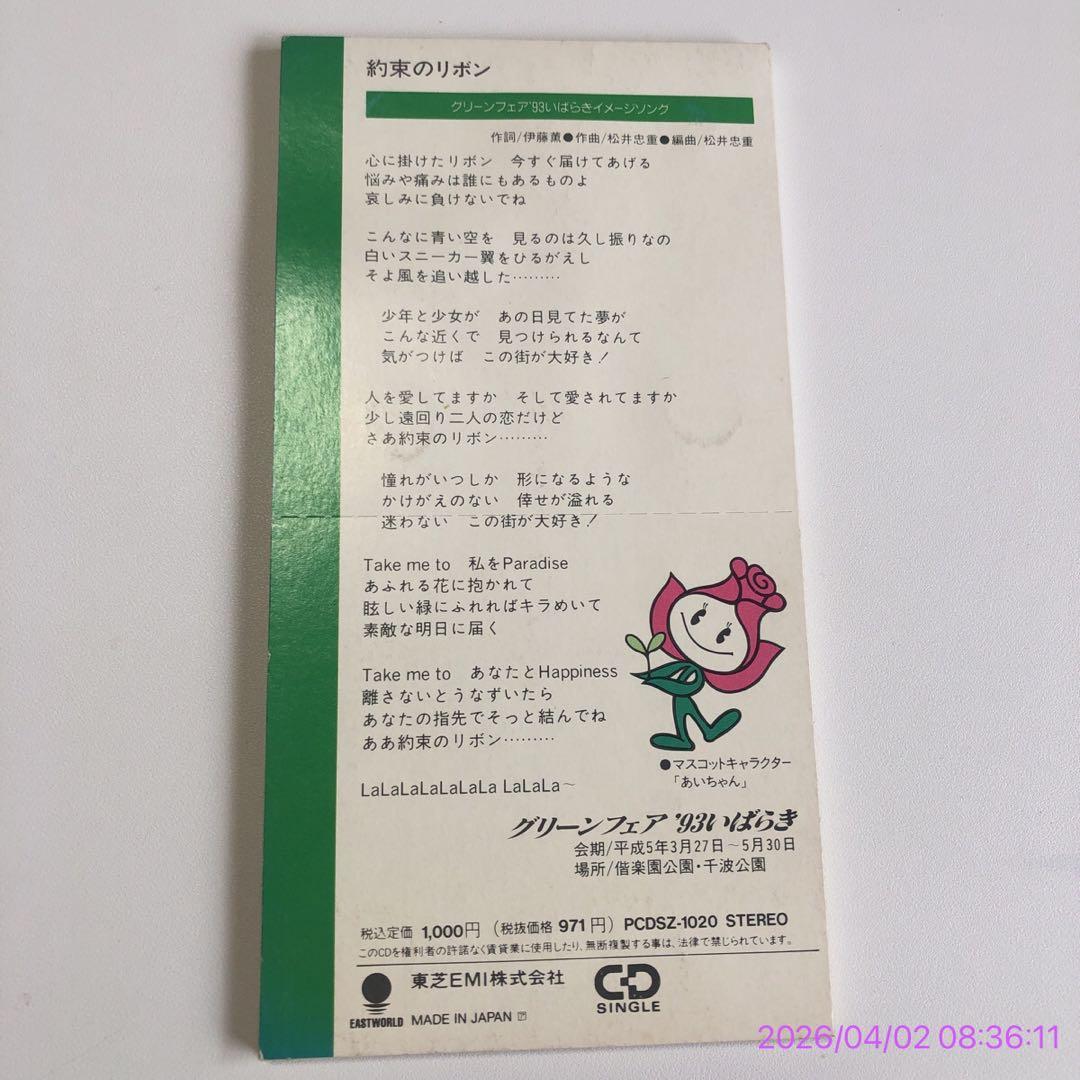 約束のリボン
グリーンフェア'93いばらきイメージソング
作詞/伊藤薫●作曲/松井忠重●編曲/松井忠重
心に掛けたリボン　今すぐ届けてあげる
悩みや痛みは誰にもあるものよ
哀しみに負けないでね
こんなに青い空を　見るのは久し振りなの
白いスニーカー翼をひるがえし
そよ風を追い越した………
少年と少女が　あの日見てた夢が
こんな近くで　見つけられるなんて
気がつけば　この街が大好き！
人を愛してますか　そして愛されてますか
少し遠回り二人の恋だけど
さあ約束のリボン………
憧れがいつしか　形になるような
かけがえのない　倖せが溢れる
迷わない　この街が大好き！
Take me to　私をParadise
あふれる花に抱かれて
眩しい緑にふれればキラめいて
素敵な明日に届く
Take me to　あなたとHappiness
離さないとうなずいたら
あなたの指先でそっと結んでね
ああ約束のリボン………
●マスコットキャラクター
「あいちゃん」
LaLaLaLaLaLaLa LaLaLa〜
グリーンフェア '93いばらき
会期/平成5年3月27日〜5月30日
場所/偕楽園公園・千波公園
税込定価 1,000円 （税抜価格 971円） PCDSZ-1020 STEREO
このCDを権利者の許諾なく賃貸業に使用したり、無断複製する事は、法律で禁じられています。
東芝EMI株式会社
CD
SINGLE
EASTWORLD MADE IN JAPAN
2026/04/02 08:36:11